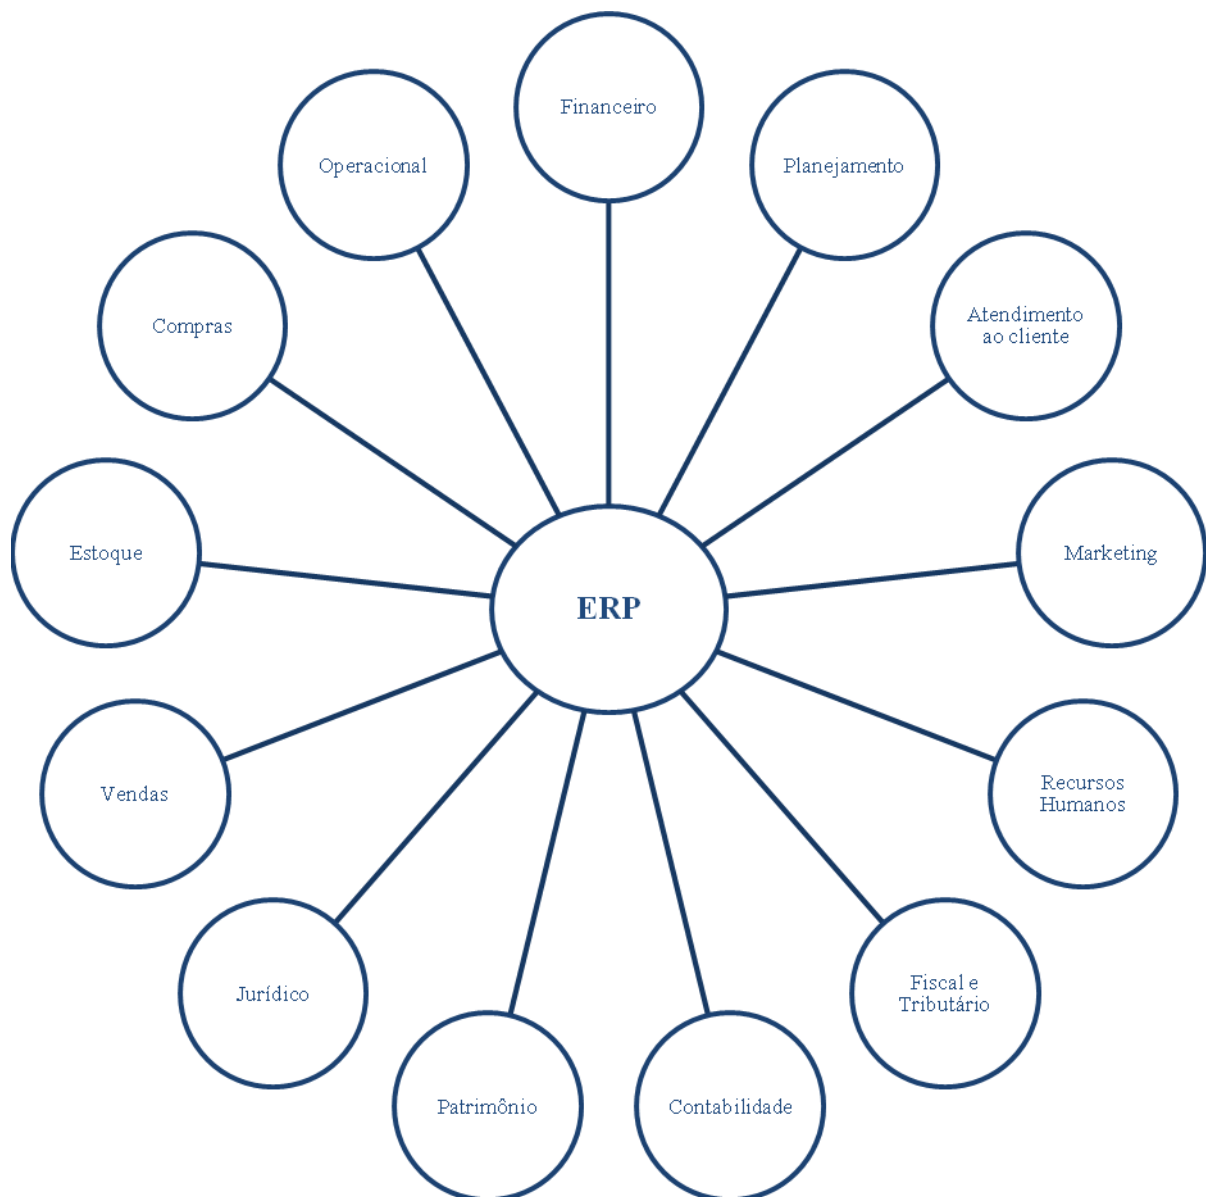 Financeiro
Operacional
Planejamento
Compras
Atendimento
ao cliente
Estoque
Marketing
ERP
Vendas
Recursos
Humanos
Jurídico
Fiscal e
Tributário
Patrimônio
Contabilidade